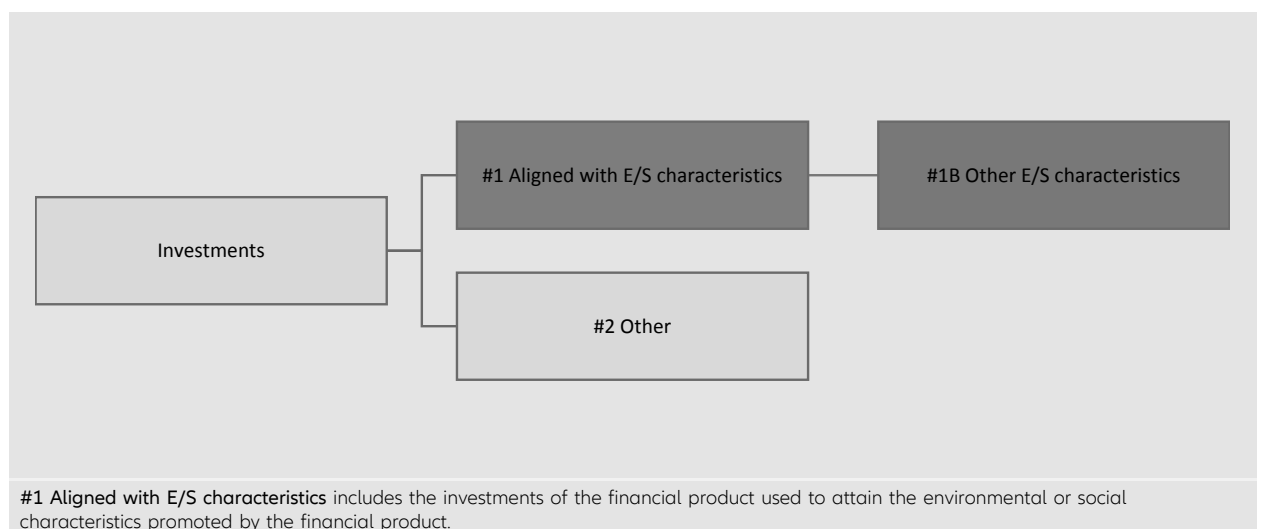 #1 Aligned with E/S characteristics
#1B Other E/S characteristics
Investments
#2 Other
#1 Aligned with E/S characteristics includes the investments of the financial product used to attain the environmental or social
characteristics promoted by the financial product.